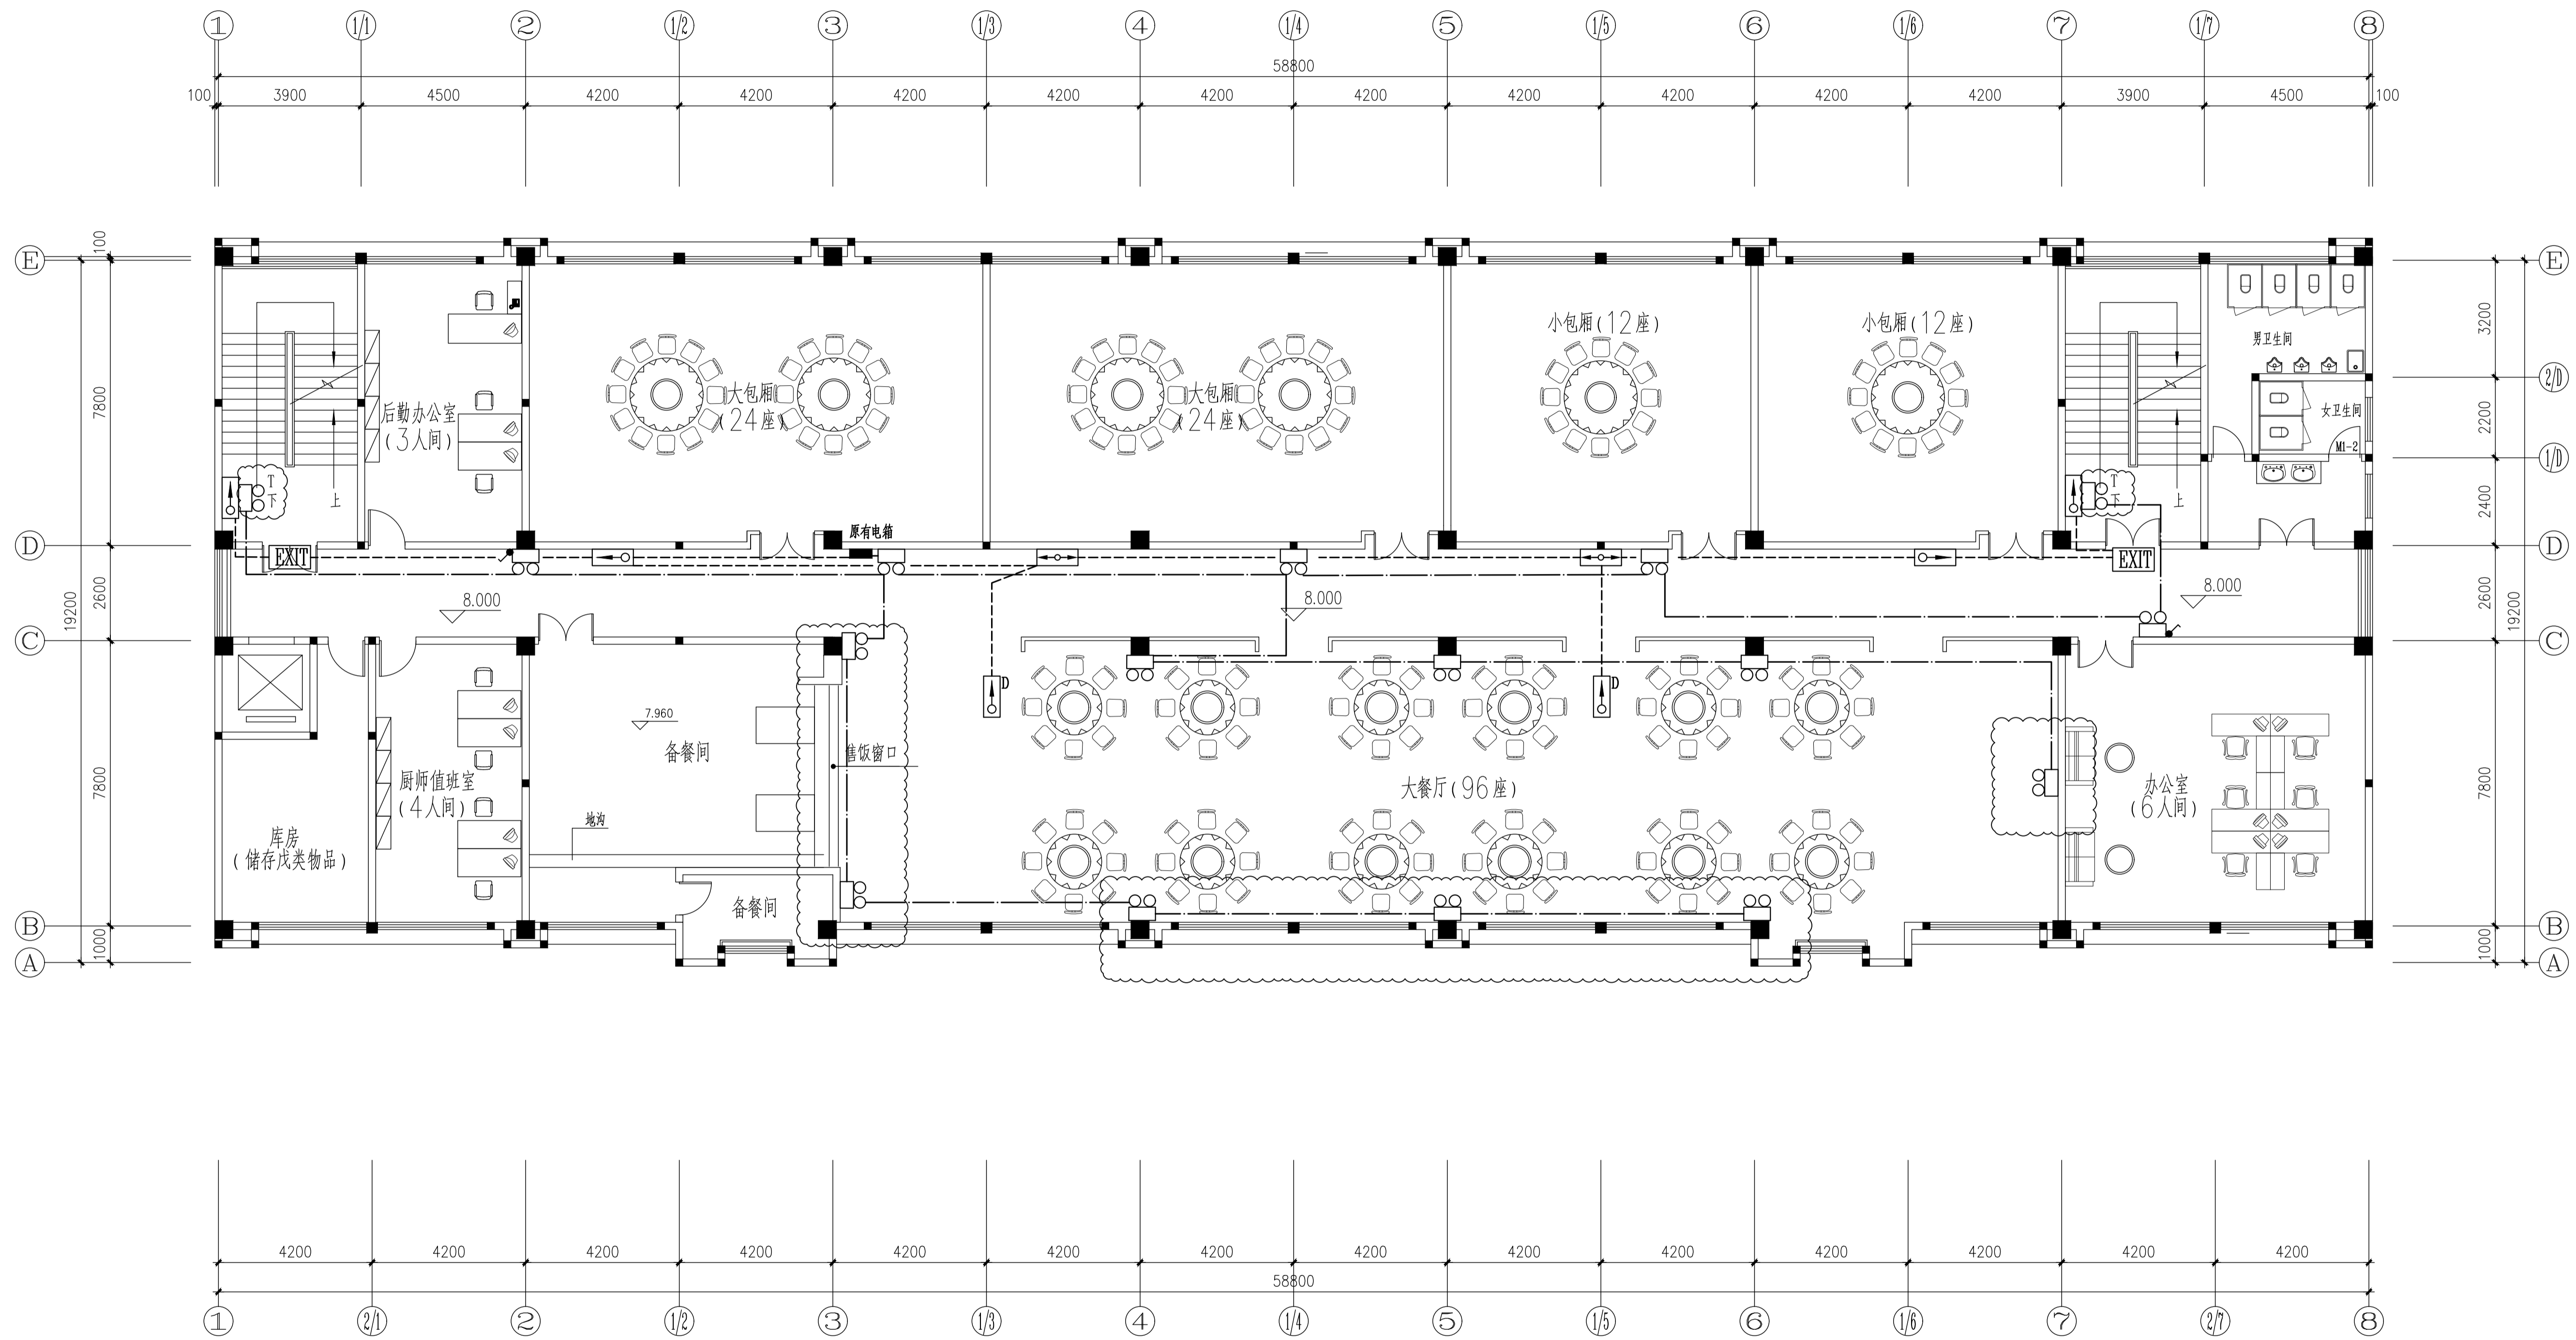 1 1/1 2 1/2 3 1/3 4 1/4 5 1/5 6 1/6 7 1/7 8
58800
100 3900 4500 4200 4200 4200 4200 4200 4200 4200 4200 4200 4200 3900 4500 100
E
100
E
小包厢(12座)
小包厢(12座)
3200
男卫生间
2/D
7800
大包厢
(24座)
大包厢
(24座)
后勤办公室
(3人间)
女卫生间
2200
M1-2
1/D
T
下
上
T
下
上
2400
原有电箱
D
EXIT
EXIT
D
2600
8.000
8.000
8.000
2600
19200
19200
C
C
D
D
7.960
备餐间
售饭窗口
大餐厅(96座)
7800
厨师值班室
(4人间)
办公室
(6人间)
7800
地沟
库房
(储存戊类物品)
备餐间
B
B
1000
1000
A
A
4200 4200 4200 4200 4200 4200 4200 4200 4200 4200 4200 4200 4200 4200
58800
1 2/1 2 1/2 3 1/3 4 1/4 5 1/5 6 1/6 7 2/7 8